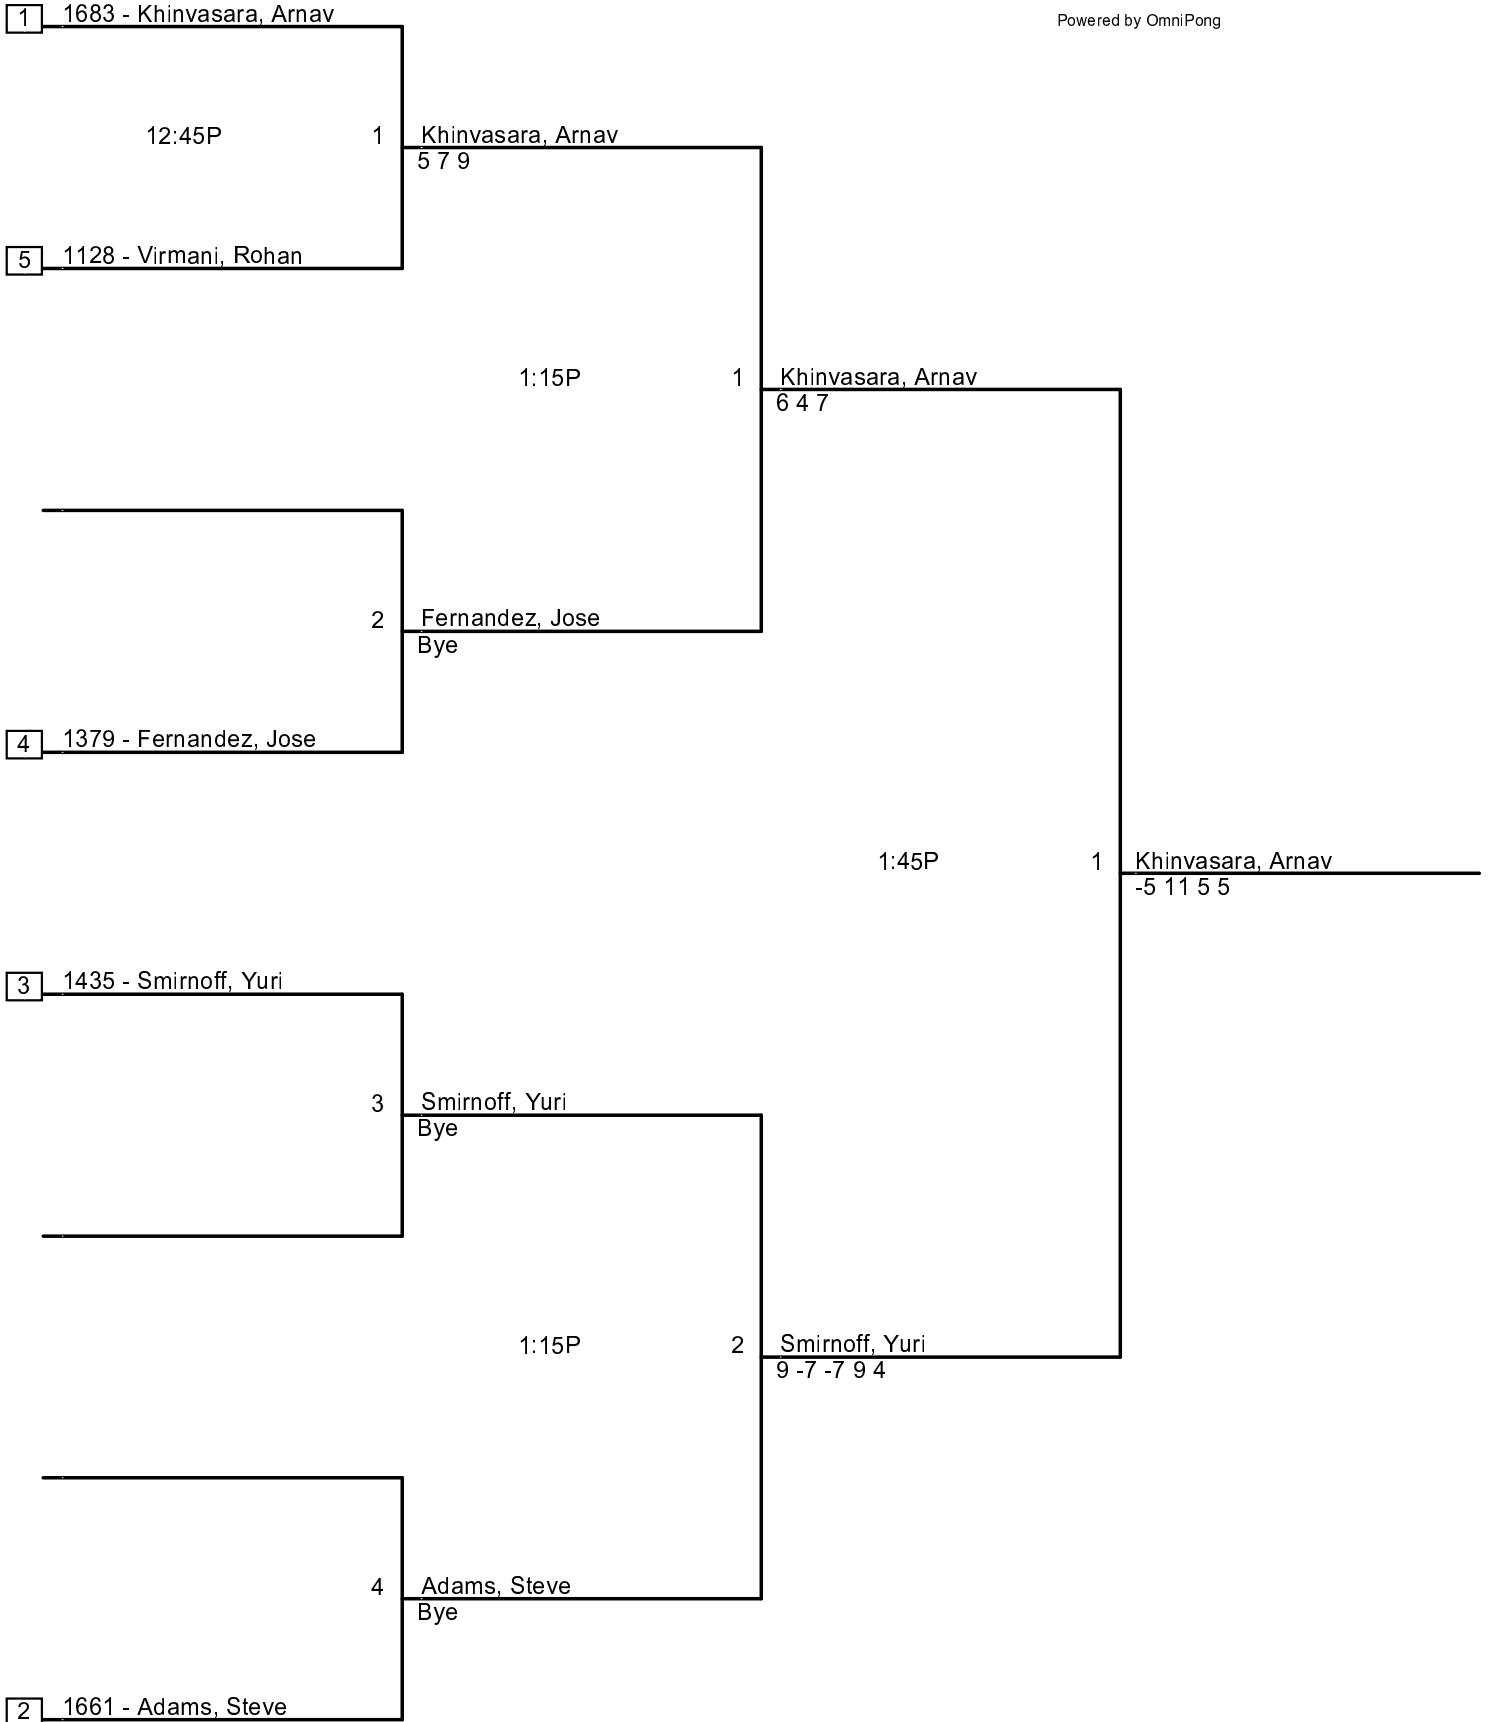 1 1683 - Khinvasara, Arnav
Powered by OmniPong
12:45P 1 Khinvasara, Arnav
5 7 9
5 1128 - Virmani, Rohan
1:15P 1 Khinvasara, Arnav
6 4 7
2 Fernandez, Jose
Bye
4 1379 - Fernandez, Jose
1:45P 1 Khinvasara, Arnav
-5 11 5 5
3 1435 - Smirnoff, Yuri
3 Smirnoff, Yuri
Bye
1:15P 2 Smirnoff, Yuri
9 -7 -7 9 4
4 Adams, Steve
Bye
2 1661 - Adams, Steve